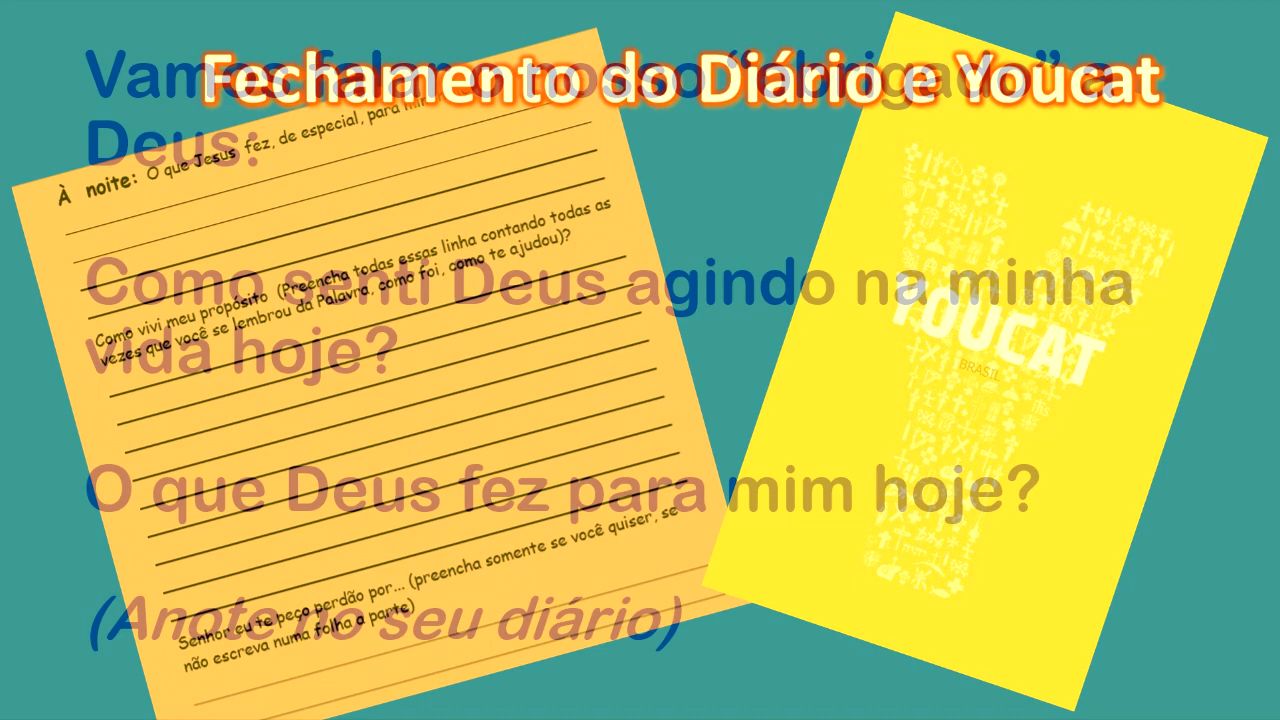 Fechamento do Diário e Youcat
Vamos falar o nosso “obrigado” a
Deus:
Como senti Deus agindo na minha
vida hoje?
O que Deus fez para mim hoje?
(Anote no seu diário)
À noite: O que Jesus fez, de especial, para mim
Como vivi meu propósito (Preencha todas essas linha contando todas as
vezes que você se lembrou da Palavra, como foi, como te ajudou)?
Senhor eu te peço perdão por... (preencha somente se você quiser, se
não escreva numa folha a parte)
YOUCAT
BRASIL